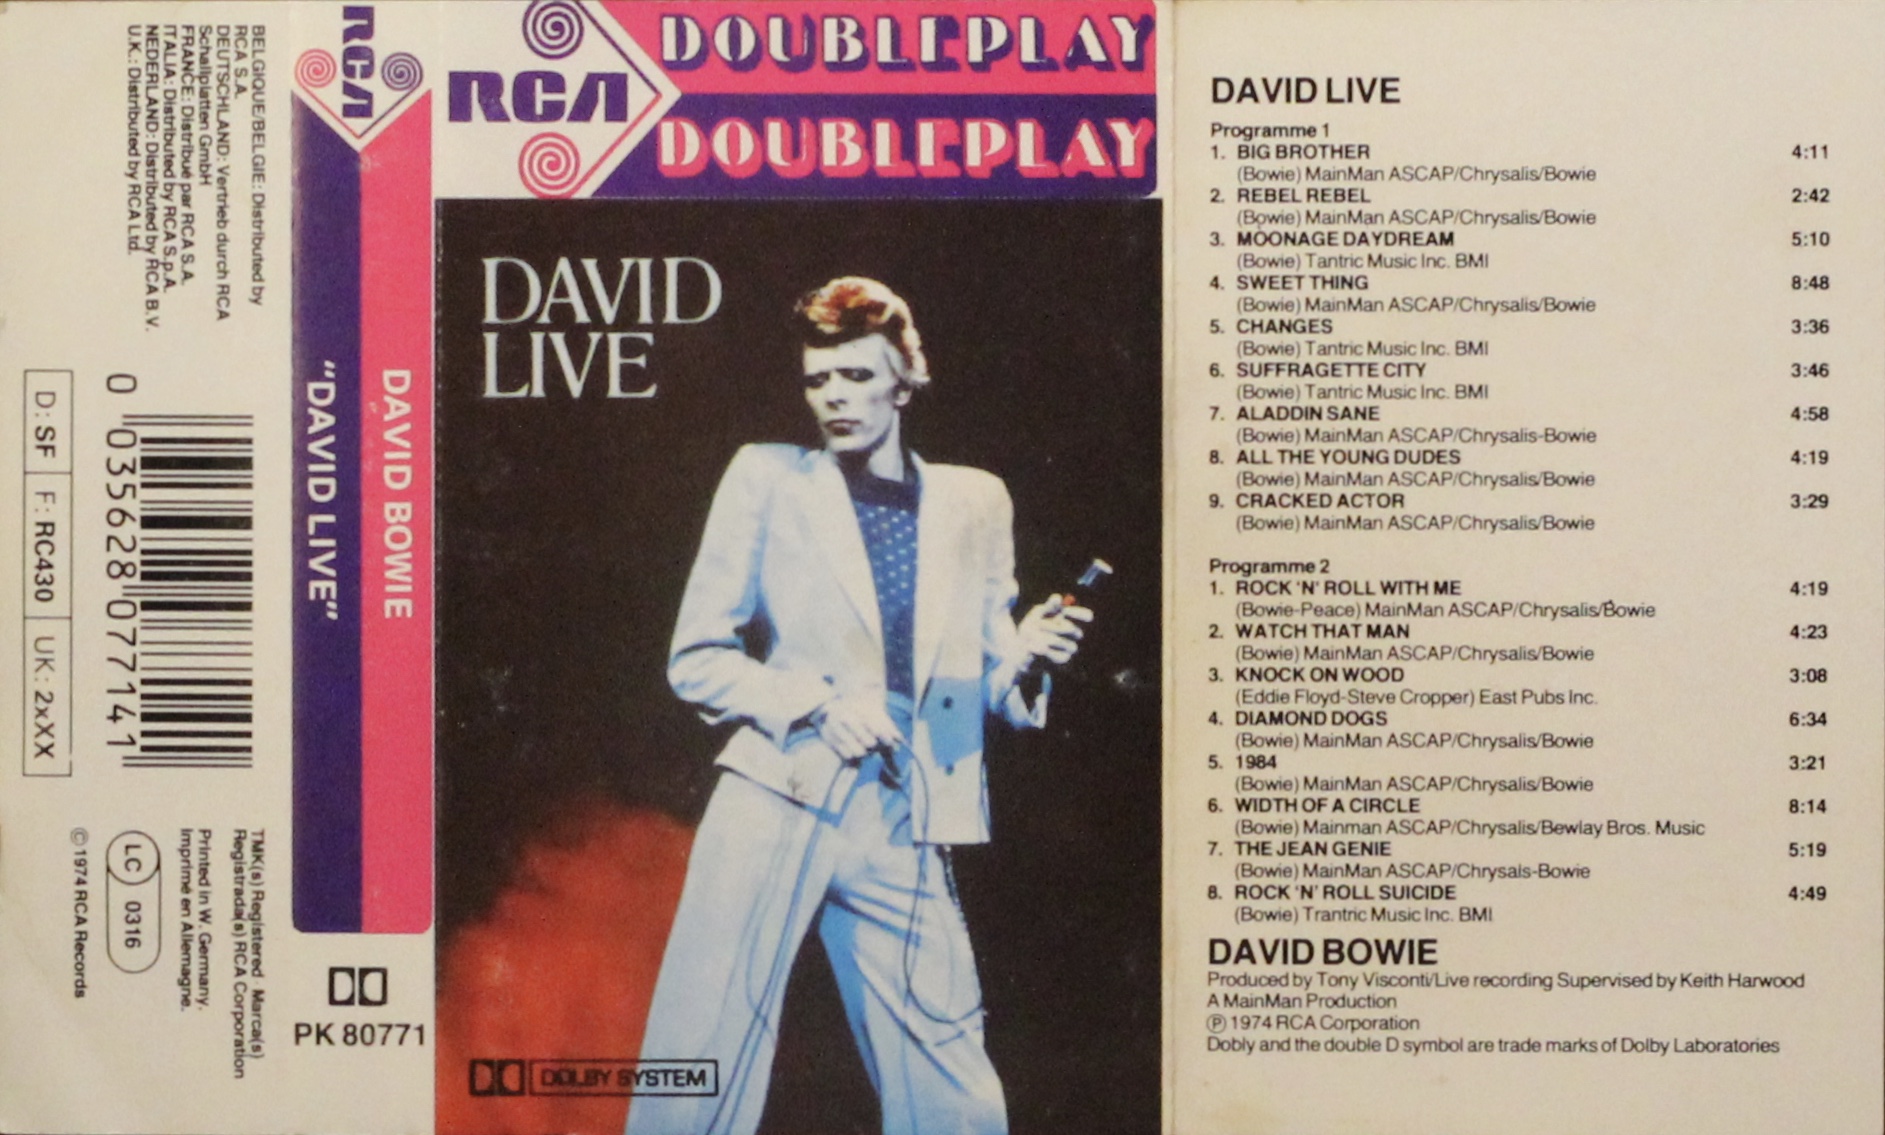 BELGIQUE/BELGIE: Distributed by
RCA S.A.
DEUTSCHLAND: Vertrieb durch RCA
Schallplatten GmbH
FRANCE: Distribué par RCA S.A.
ITALIA: Distributed by RCA S.p.A.
NEDERLAND: Distributed by RCA B.V.
U.K.: Distributed by RCA Ltd.
0 035628 077141
D: SF
F: RC430
UK: 2xXX
TMK(s) Registered · Marca(s)
Registrada(s) RCA Corporation
Printed in W. Germany.
Imprimé en Allemagne.
LC 0316
© 1974 RCA Records
RCA
DAVID BOWIE
"DAVID LIVE"
PK 80771
RCA
DOUBLEPLAY
DOUBLEPLAY
DAVID
LIVE
DOLBY SYSTEM
DAVID LIVE
Programme 1
1. BIG BROTHER 4:11
(Bowie) MainMan ASCAP/Chrysalis/Bowie
2. REBEL REBEL 2:42
(Bowie) MainMan ASCAP/Chrysalis/Bowie
3. MOONAGE DAYDREAM 5:10
(Bowie) Tantric Music Inc. BMI
4. SWEET THING 8:48
(Bowie) MainMan ASCAP/Chrysalis/Bowie
5. CHANGES 3:36
(Bowie) Tantric Music Inc. BMI
6. SUFFRAGETTE CITY 3:46
(Bowie) Tantric Music Inc. BMI
7. ALADDIN SANE 4:58
(Bowie) MainMan ASCAP/Chrysalis-Bowie
8. ALL THE YOUNG DUDES 4:19
(Bowie) MainMan ASCAP/Chrysalis/Bowie
9. CRACKED ACTOR 3:29
(Bowie) MainMan ASCAP/Chrysalis/Bowie
Programme 2
1. ROCK 'N' ROLL WITH ME 4:19
(Bowie-Peace) MainMan ASCAP/Chrysalis/Bowie
2. WATCH THAT MAN 4:23
(Bowie) MainMan ASCAP/Chrysalis/Bowie
3. KNOCK ON WOOD 3:08
(Eddie Floyd-Steve Cropper) East Pubs Inc.
4. DIAMOND DOGS 6:34
(Bowie) MainMan ASCAP/Chrysalis/Bowie
5. 1984 3:21
(Bowie) MainMan ASCAP/Chrysalis/Bowie
6. WIDTH OF A CIRCLE 8:14
(Bowie) Mainman ASCAP/Chrysalis/Bewlay Bros. Music
7. THE JEAN GENIE 5:19
(Bowie) MainMan ASCAP/Chrysals-Bowie
8. ROCK 'N' ROLL SUICIDE 4:49
(Bowie) Trantric Music Inc. BMI
DAVID BOWIE
Produced by Tony Visconti/Live recording Supervised by Keith Harwood
A MainMan Production
℗ 1974 RCA Corporation
Dobly and the double D symbol are trade marks of Dolby Laboratories